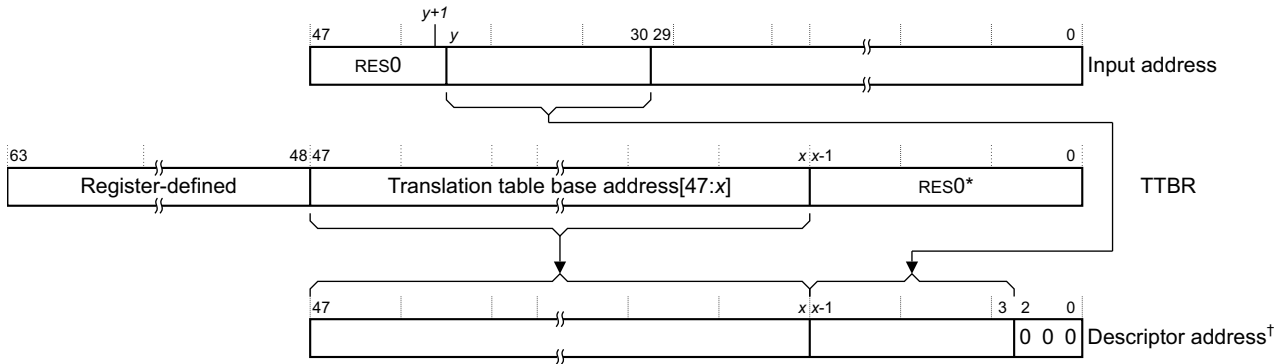 y+1
47 y 30 29 0
RES0 Input address
63 48 47 x x-1 0
Register-defined Translation table base address[47:x] RES0* TTBR
47 x x-1 3 2 0
0 0 0 Descriptor address†